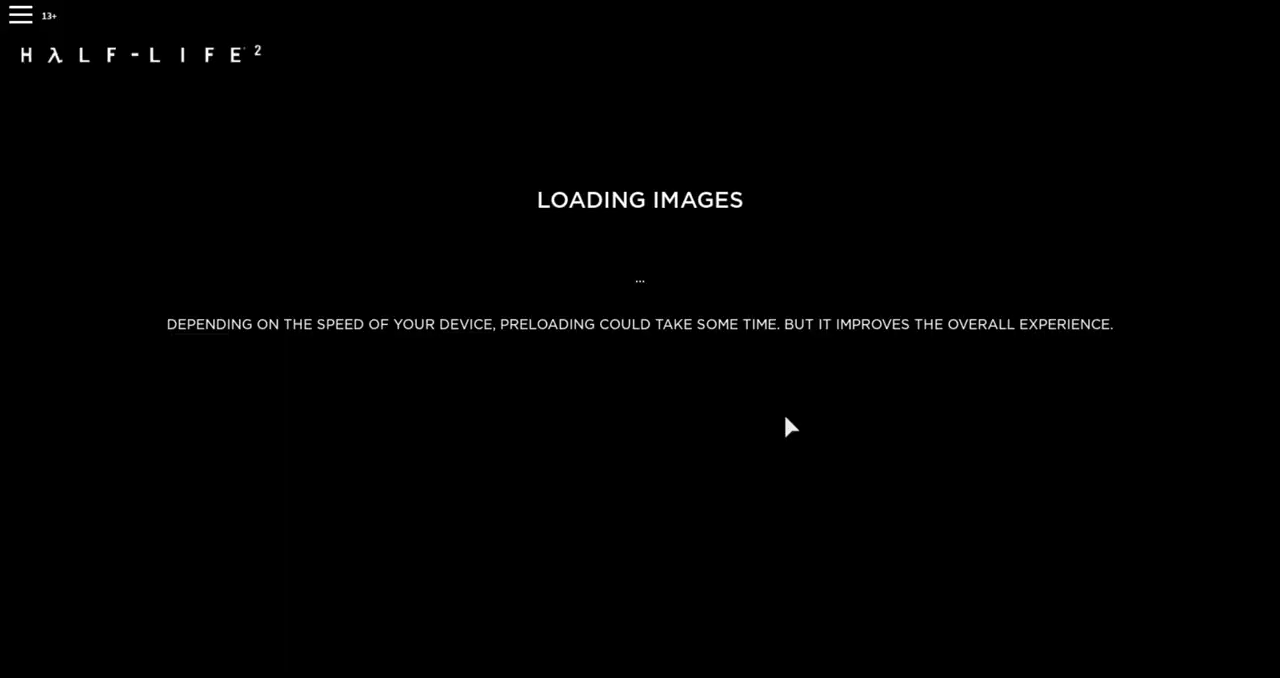 13+
HλLF-LIFE 2
LOADING IMAGES
...
DEPENDING ON THE SPEED OF YOUR DEVICE, PRELOADING COULD TAKE SOME TIME. BUT IT IMPROVES THE OVERALL EXPERIENCE.